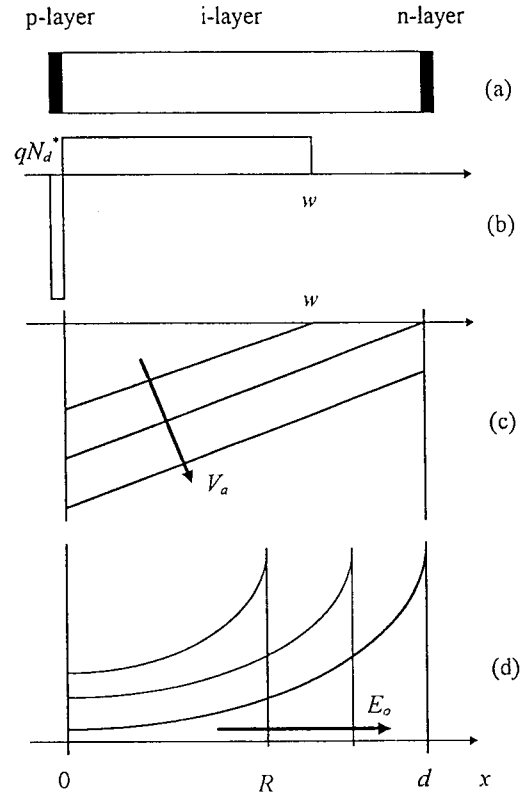 p-layer i-layer n-layer
(a)
qN_d^*
w
(b)
w
(c)
V_a
(d)
E_o
0 R d x